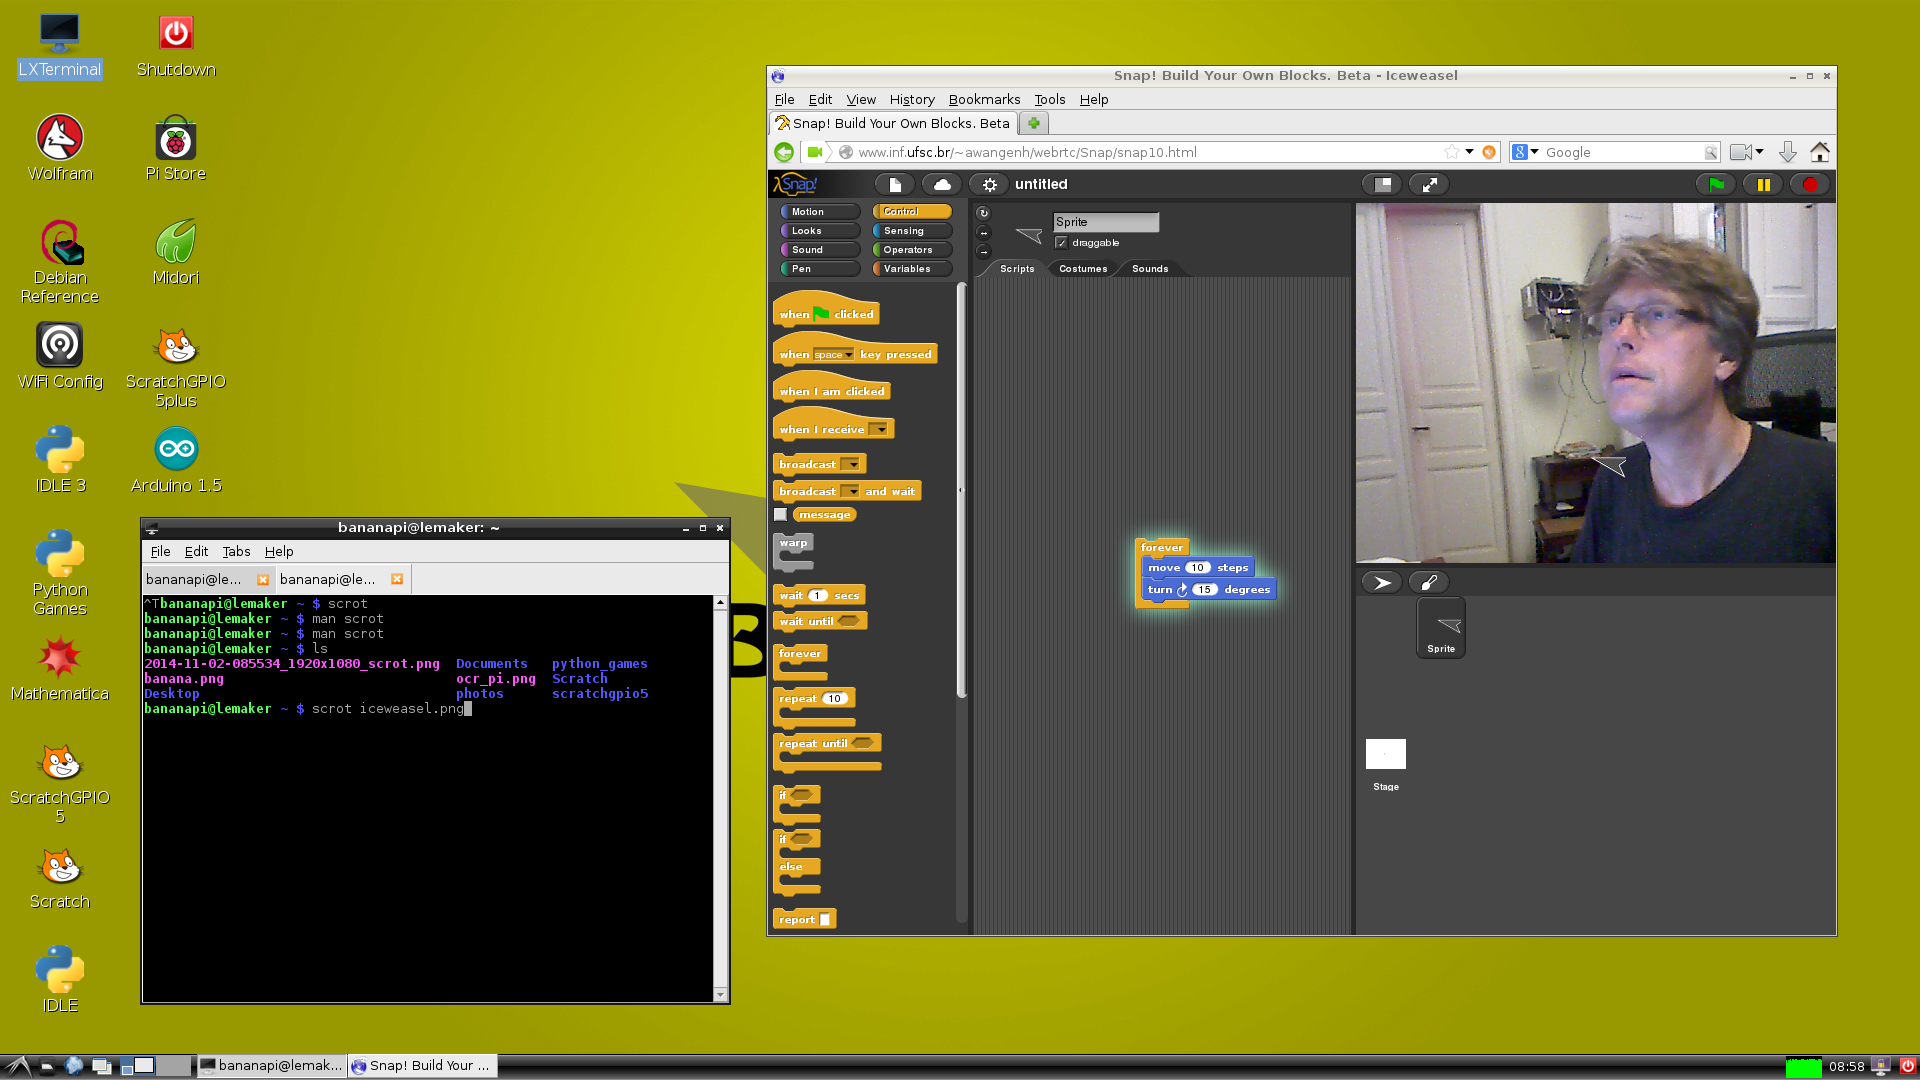 LXTerminal
Shutdown
Wolfram
Pi Store
Debian
Reference
Midori
WiFi Config
ScratchGPIO
5plus
IDLE 3
Arduino 1.5
Python
Games
Mathematica
ScratchGPIO
5
Scratch
IDLE
bananapi@lemaker: ~
File Edit Tabs Help
bananapi@le... bananapi@le...
^Tbananapi@lemaker ~ $ scrot
bananapi@lemaker ~ $ man scrot
bananapi@lemaker ~ $ man scrot
bananapi@lemaker ~ $ ls
2014-11-02-085534_1920x1080_scrot.png Documents python_games
banana.png ocr_pi.png Scratch
Desktop photos scratchgpio5
bananapi@lemaker ~ $ scrot iceweasel.png
B
Snap! Build Your Own Blocks. Beta - Iceweasel
File Edit View History Bookmarks Tools Help
Snap! Build Your Own Blocks. Beta
www.inf.ufsc.br/~awangenh/webrtc/Snap/snap10.html
8 Google
Snap! untitled
Motion Control
Looks Sensing
Sound Operators
Pen Variables
when clicked
when space key pressed
when I am clicked
when I receive
broadcast
broadcast and wait
message
warp
wait 1 secs
wait until
forever
repeat 10
repeat until
if
if
else
report
Sprite
draggable
Scripts Costumes Sounds
forever
move 10 steps
turn 15 degrees
Sprite
Stage
bananapi@lemak... Snap! Build Your ...
08:58